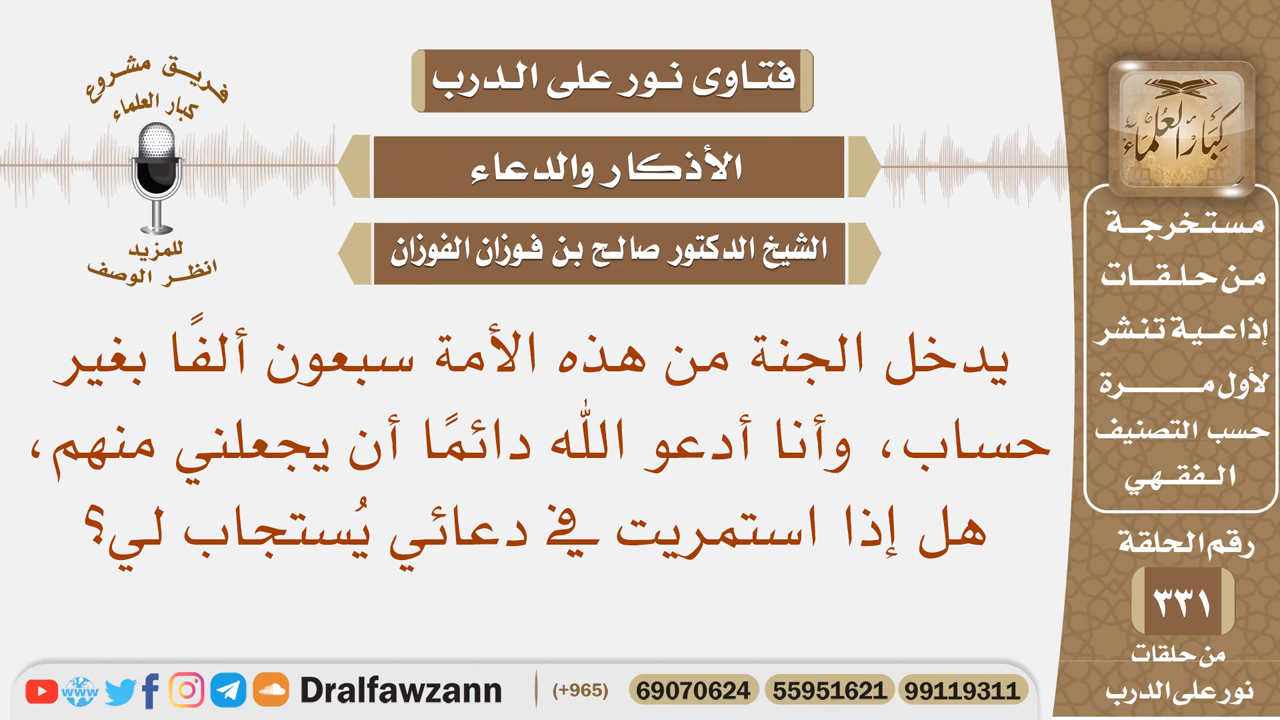 فتاوى نور على الدرب
الأذكار والدعاء
الشيخ الدكتور صالح بن فوزان الفوزان
يدخل الجنة من هذه الأمة سبعون ألفًا بغير
حساب، وأنا أدعو الله دائمًا أن يجعلني منهم،
هل إذا استمريت في دعائي يُستجاب لي؟
فريق مشروع
كبار العلماء
للمزيد
انظر الوصف
كِبَار العُلَمَاء
مستخرجة
من حلقات
إذاعية تنشر
لأول مرة
حسب التصنيف
الفقهي
رقم الحلقة
٣٣١
من حلقات
نور على الدرب
www
Dralfawzann
(+965) 69070624 55951621 99119311